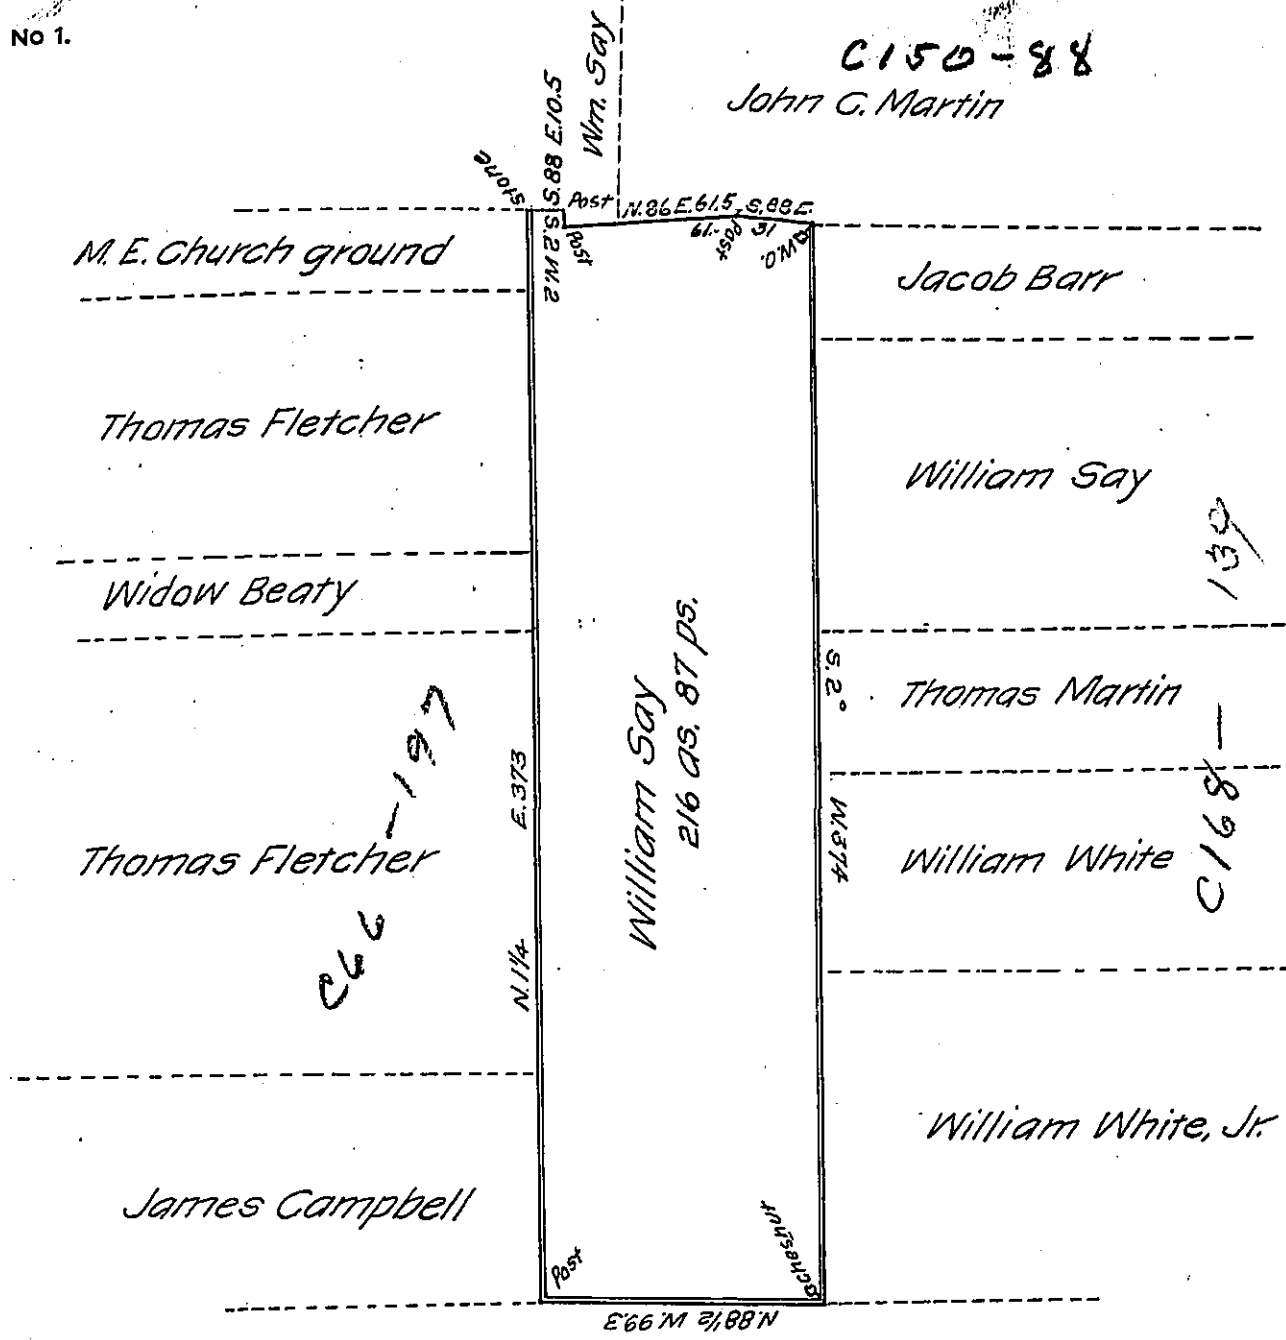 No 1.
C150-88
John G. Martin
Wm. Say
S.88 E.10.5
stone
Post
N.86 E. 61.5
S.88 E.
S.2 W.2
Post
61.-
Post
31
W.O.
M.E. Church ground
Jacob Barr
Thomas Fletcher
William Say
Widow Beaty
Thomas Martin
S. 2°
W.374
William Say
216 as. 87 ps.
N. 1¼
E. 373
Thomas Fletcher
C66-197
William White
C168-139
William White, Jr.
James Campbell
Post
Chesnut
N.88½ W. 99.3